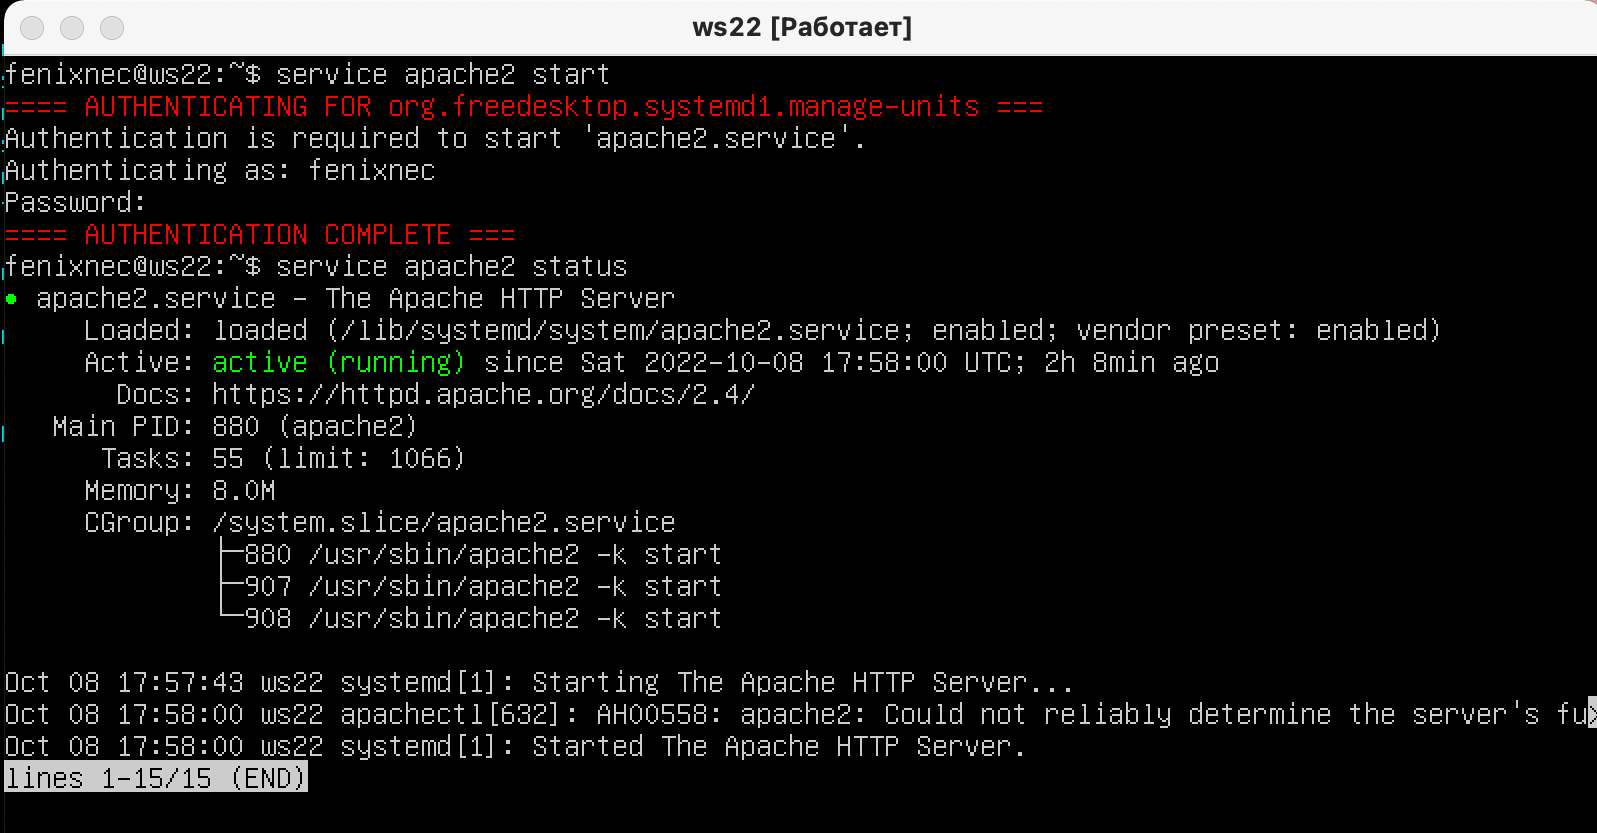 ws22 [Работает]
fenixnec@ws22:~$ service apache2 start
==== AUTHENTICATING FOR org.freedesktop.systemd1.manage-units ===
Authentication is required to start 'apache2.service'.
Authenticating as: fenixnec
Password:
==== AUTHENTICATION COMPLETE ===
fenixnec@ws22:~$ service apache2 status
● apache2.service - The Apache HTTP Server
     Loaded: loaded (/lib/systemd/system/apache2.service; enabled; vendor preset: enabled)
     Active: active (running) since Sat 2022-10-08 17:58:00 UTC; 2h 8min ago
       Docs: https://httpd.apache.org/docs/2.4/
   Main PID: 880 (apache2)
      Tasks: 55 (limit: 1066)
     Memory: 8.0M
     CGroup: /system.slice/apache2.service
             ├─880 /usr/sbin/apache2 -k start
             ├─907 /usr/sbin/apache2 -k start
             └─908 /usr/sbin/apache2 -k start
Oct 08 17:57:43 ws22 systemd[1]: Starting The Apache HTTP Server...
Oct 08 17:58:00 ws22 apachectl[632]: AH00558: apache2: Could not reliably determine the server's fu>
Oct 08 17:58:00 ws22 systemd[1]: Started The Apache HTTP Server.
lines 1-15/15 (END)